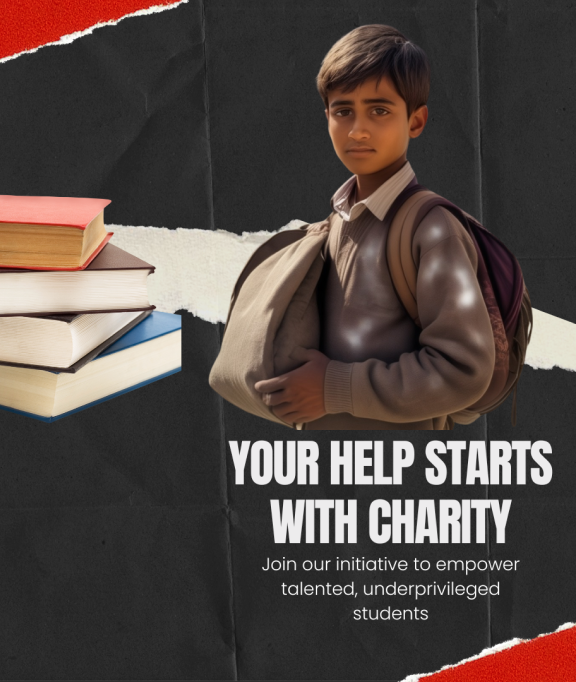 YOUR HELP STARTS
WITH CHARITY
Join our initiative to empower
talented, underprivileged
students